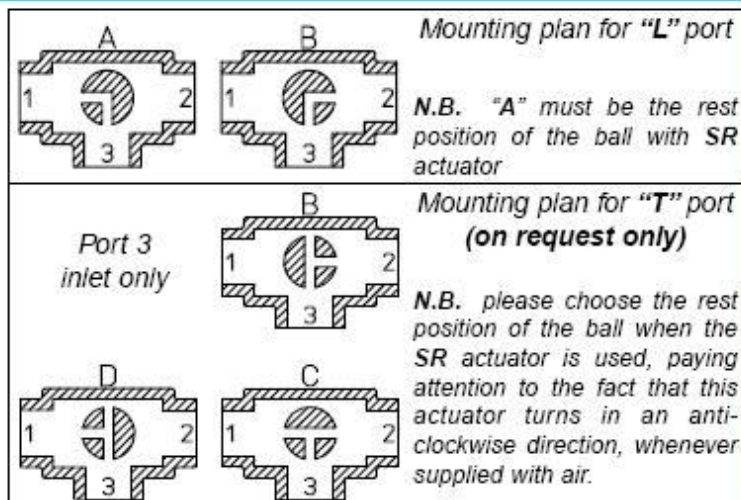 A
B
1
2
3
1
2
3
Mounting plan for “L” port
N.B. “A” must be the rest
position of the ball with SR
actuator
Port 3
inlet only
B
1
2
3
Mounting plan for “T” port
(on request only)
N.B. please choose the rest
position of the ball when the
SR actuator is used, paying
attention to the fact that this
actuator turns in an anti-
clockwise direction, whenever
supplied with air.
D
C
1
2
3
1
2
3